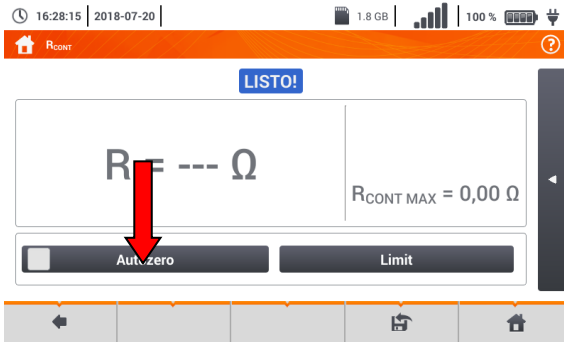 16:28:15 2018-07-20 1.8 GB 100 %
RCONT ?
LISTO!
R = --- Ω
RCONT MAX = 0,00 Ω
Autozero Limit